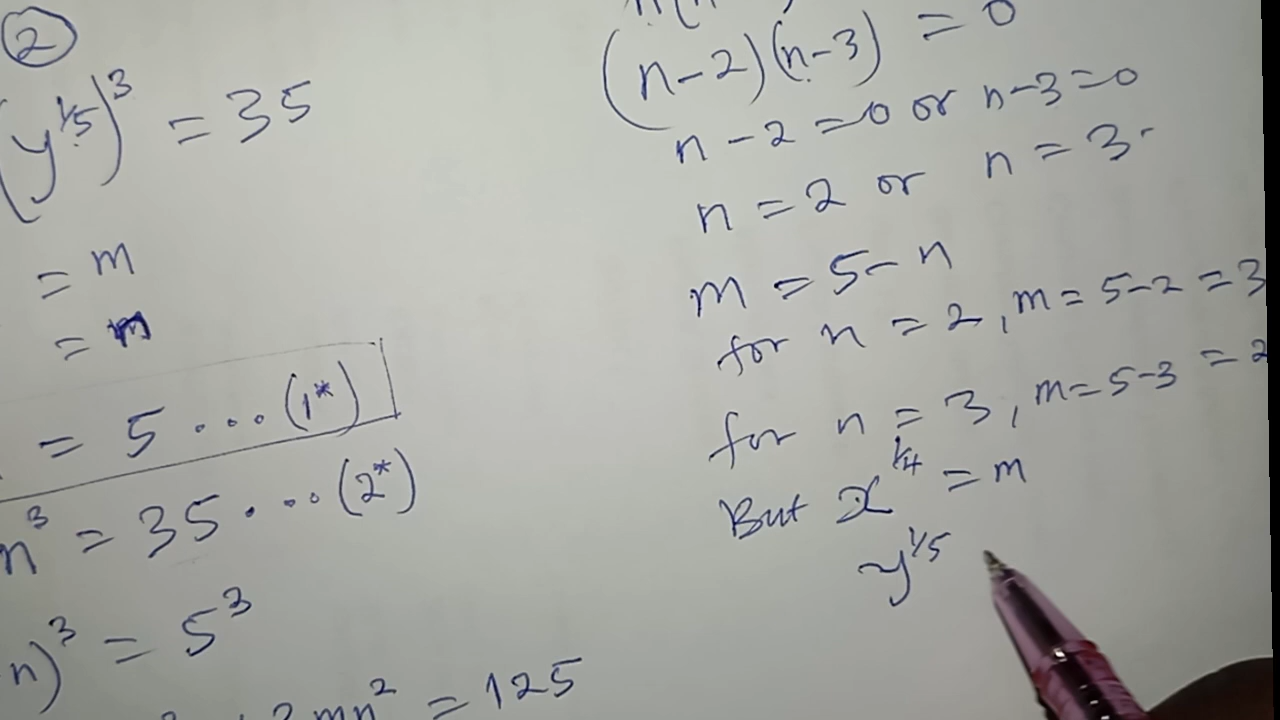 ②
(y^{1/5})^3 = 35
= m
= m
= 5 ... (1*)
n^3 = 35 ... (2*)
n)^3 = 5^3
mn^2 = 125
(n-2)(n-3) = 0
n-2=0 or n-3=0
n = 2 or n = 3.
m = 5-n
for n = 2, m = 5-2 = 3
for n = 3, m = 5-3 = 2
But x^{1/4} = m
y^{1/5}